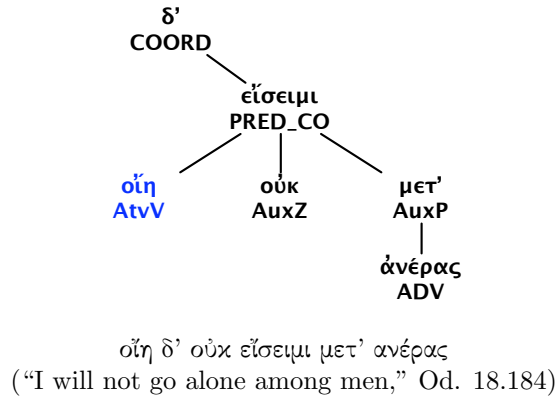 δ'
COORD
εἴσειμι
PRED_CO
οἴη οὐκ μετ'
AtvV AuxZ AuxP
ἀνέρας
ADV
οἴη δ' οὐκ εἴσειμι μετ' ανέρας
(“I will not go alone among men,” Od. 18.184)